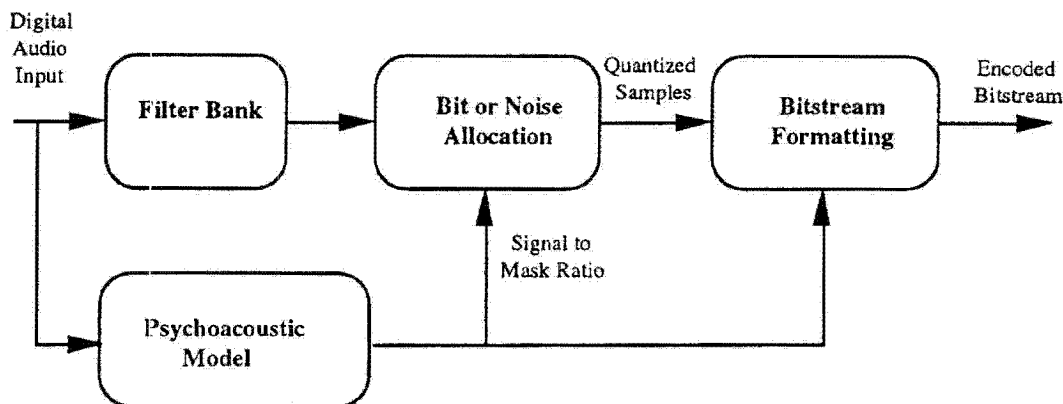 Digital
Audio
Input
Filter Bank
Bit or Noise
Allocation
Quantized
Samples
Bitstream
Formatting
Encoded
Bitstream
Signal to
Mask Ratio
Psychoacoustic
Model